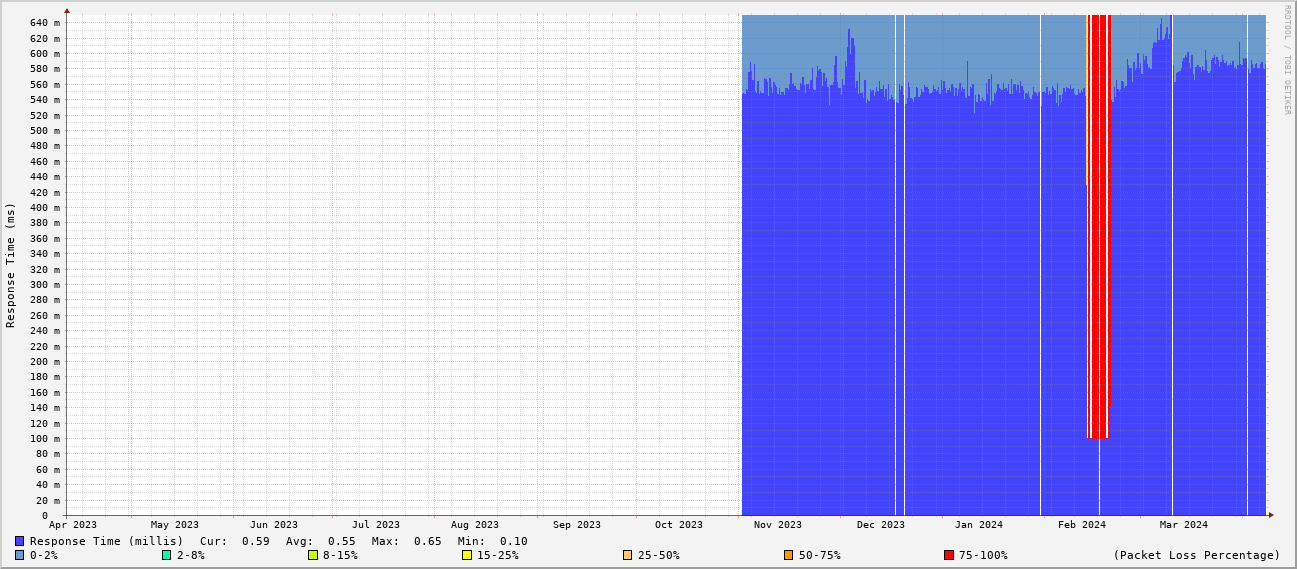 640 m
620 m
600 m
580 m
560 m
540 m
520 m
500 m
480 m
460 m
440 m
420 m
400 m
380 m
360 m
340 m
320 m
300 m
280 m
260 m
240 m
220 m
200 m
180 m
160 m
140 m
120 m
100 m
80 m
60 m
40 m
20 m
0
Response Time (ms)
RRDTOOL / TOBI OETIKER
Apr 2023 May 2023 Jun 2023 Jul 2023 Aug 2023 Sep 2023 Oct 2023 Nov 2023 Dec 2023 Jan 2024 Feb 2024 Mar 2024
Response Time (millis) Cur: 0.59 Avg: 0.55 Max: 0.65 Min: 0.10
0-2% 2-8% 8-15% 15-25% 25-50% 50-75% 75-100% (Packet Loss Percentage)